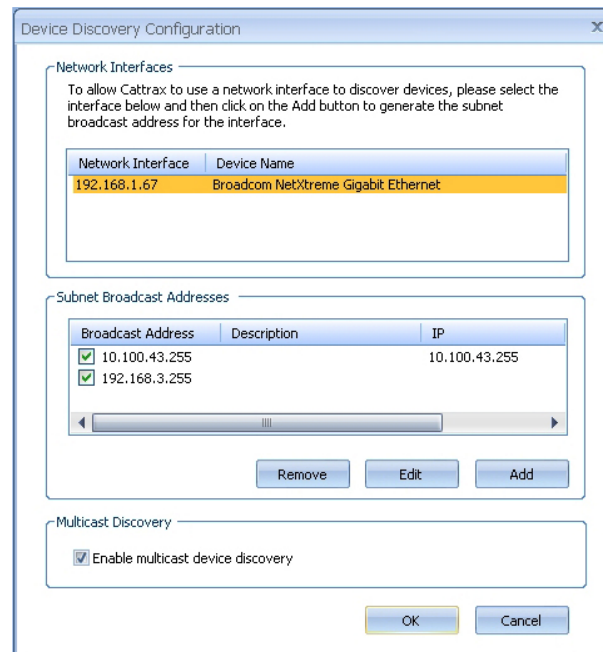 Device Discovery Configuration
Network Interfaces
To allow Cattrax to use a network interface to discover devices, please select the
interface below and then click on the Add button to generate the subnet
broadcast address for the interface.
Network Interface Device Name
192.168.1.67 Broadcom NetXtreme Gigabit Ethernet
Subnet Broadcast Addresses
Broadcast Address Description IP
10.100.43.255 10.100.43.255
192.168.3.255
Remove Edit Add
Multicast Discovery
Enable multicast device discovery
OK Cancel